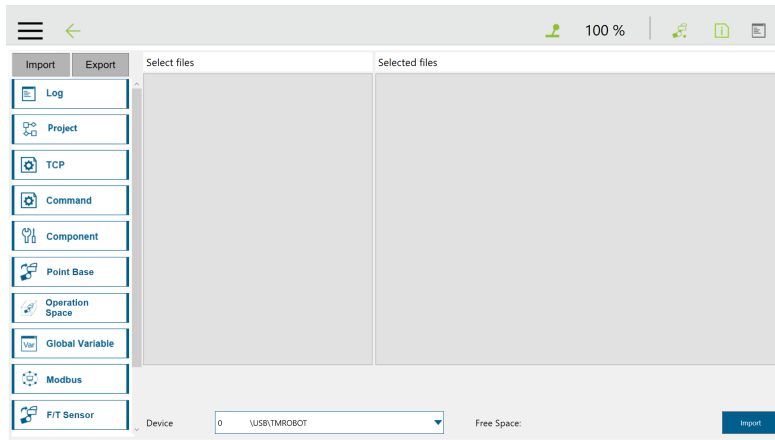 100 %
Import Export
Select files
Selected files
Log
Project
TCP
Command
Component
Point Base
Operation
Space
Var Global Variable
Modbus
F/T Sensor
Device
0 \USB\TMROBOT
Free Space:
Import